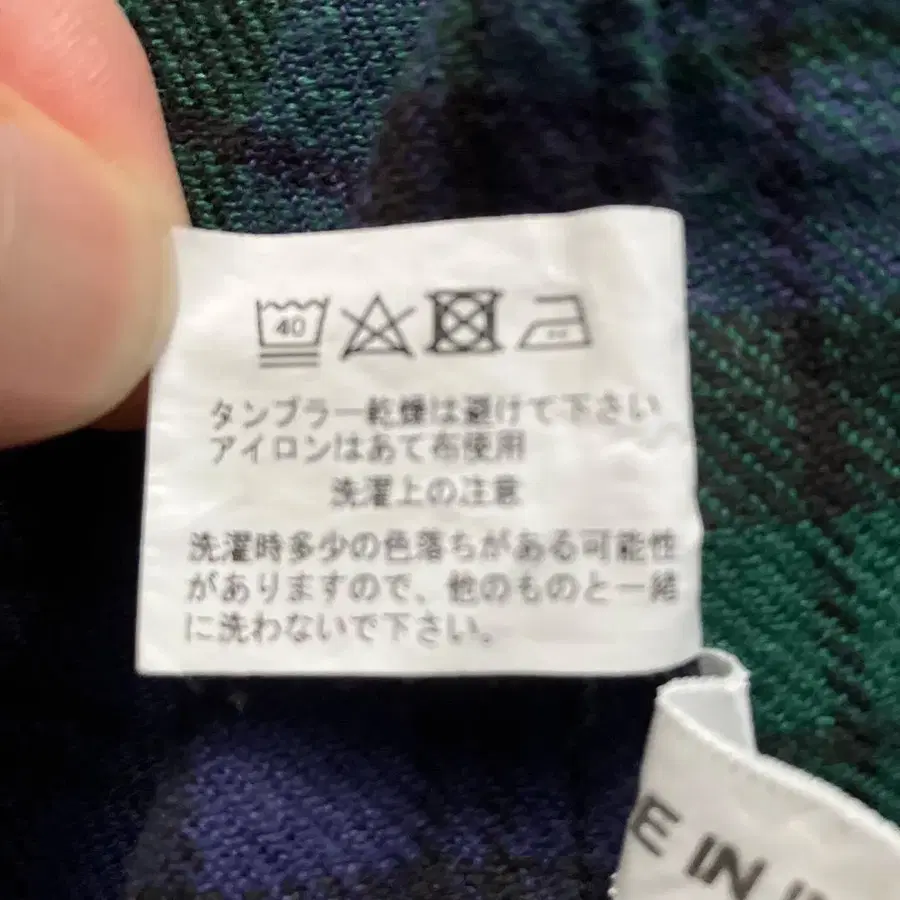 40
タンブラー乾燥は避けて下さい
アイロンはあて布使用
洗濯上の注意
洗濯時多少の色落ちがある可能性
がありますので、他のものと一緒
に洗わないで下さい。
E IN